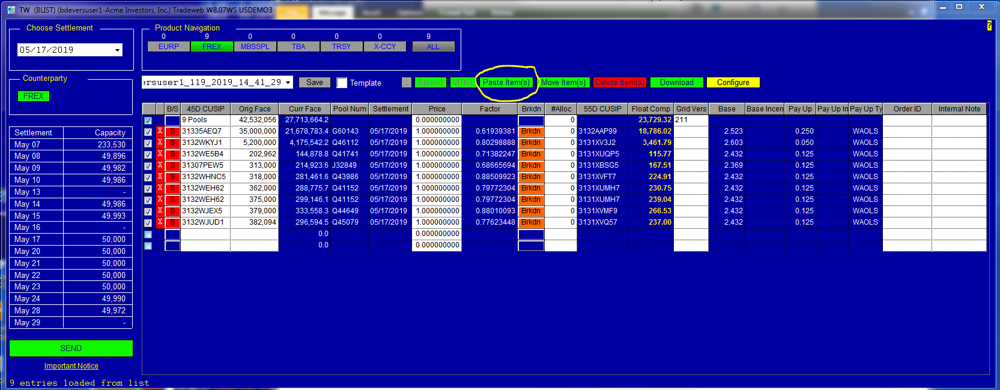 TW (BLIST) (bdeversuser1-Acme Investors, Inc.) Tradeweb W8.07WS USDEMO3
?
Choose Settlement
05/17/2019
Product Navigation
0 9 0 0 0 0 9
EURP FREX MBSSPL TBA TRSY X-CCY ALL
Counterparty
FREX
ersuser1_119_2019_14_41_29 Save Template . Spread MTKT Paste Item(s) Move Item(s) Delete Item(s) Download Configure
Settlement Capacity
May 07 233,530
May 08 49,896
May 09 49,982
May 10 49,986
May 13 -
May 14 49,986
May 15 49,993
May 16 -
May 17 50,000
May 20 50,000
May 21 50,000
May 22 50,000
May 23 50,000
May 24 49,990
May 28 49,972
May 29 -
SEND
Important Notice
9 entries loaded from list
B/S 45D CUSIP Orig Face Curr Face Pool Num Settlement Price Factor Brkdn #Alloc 55D CUSIP Float Comp Grid Vers Base Base Incen Pay Up Pay Up In Pay Up Ty Order ID Internal Note
9 Pools 42,532,056 27,713,664.2 0.000000000 0 23,729.32 211
X S 31335AEQ7 35,000,000 21,678,783.4 G60143 05/17/2019 1.000000000 0.61939381 Brkdn 0 3132AAP99 18,786.02 2.523 0.250 WAOLS
X S 3132WKYJ1 5,200,000 4,175,542.2 Q46112 05/17/2019 1.000000000 0.80298888 Brkdn 0 3131XV3J2 3,461.79 2.603 0.050 WAOLS
X S 3132WE5B4 202,962 144,878.8 Q41741 05/17/2019 1.000000000 0.71382247 Brkdn 0 3131XUQP5 115.77 2.432 0.125 WAOLS
X S 31307PEW5 313,000 214,923.6 J32849 05/17/2019 1.000000000 0.68665694 Brkdn 0 3131XBSG5 167.51 2.369 0.125 WAOLS
X S 3132WHNC5 318,000 281,461.6 Q43986 05/17/2019 1.000000000 0.88509923 Brkdn 0 3131XVFT7 224.91 2.432 0.125 WAOLS
X S 3132WEH62 362,000 288,775.7 Q41152 05/17/2019 1.000000000 0.79772304 Brkdn 0 3131XUMH7 230.75 2.432 0.125 WAOLS
X S 3132WEH62 375,000 299,146.1 Q41152 05/17/2019 1.000000000 0.79772304 Brkdn 0 3131XUMH7 239.04 2.432 0.125 WAOLS
X S 3132WJEX5 379,000 333,558.3 Q44649 05/17/2019 1.000000000 0.88010093 Brkdn 0 3131XVMF9 266.53 2.432 0.125 WAOLS
X S 3132WJUD1 382,094 296,594.5 Q45079 05/17/2019 1.000000000 0.77623448 Brkdn 0 3131XVQ57 237.00 2.432 0.125 WAOLS
0.0 0.000000000 0
0.0 0.000000000 0